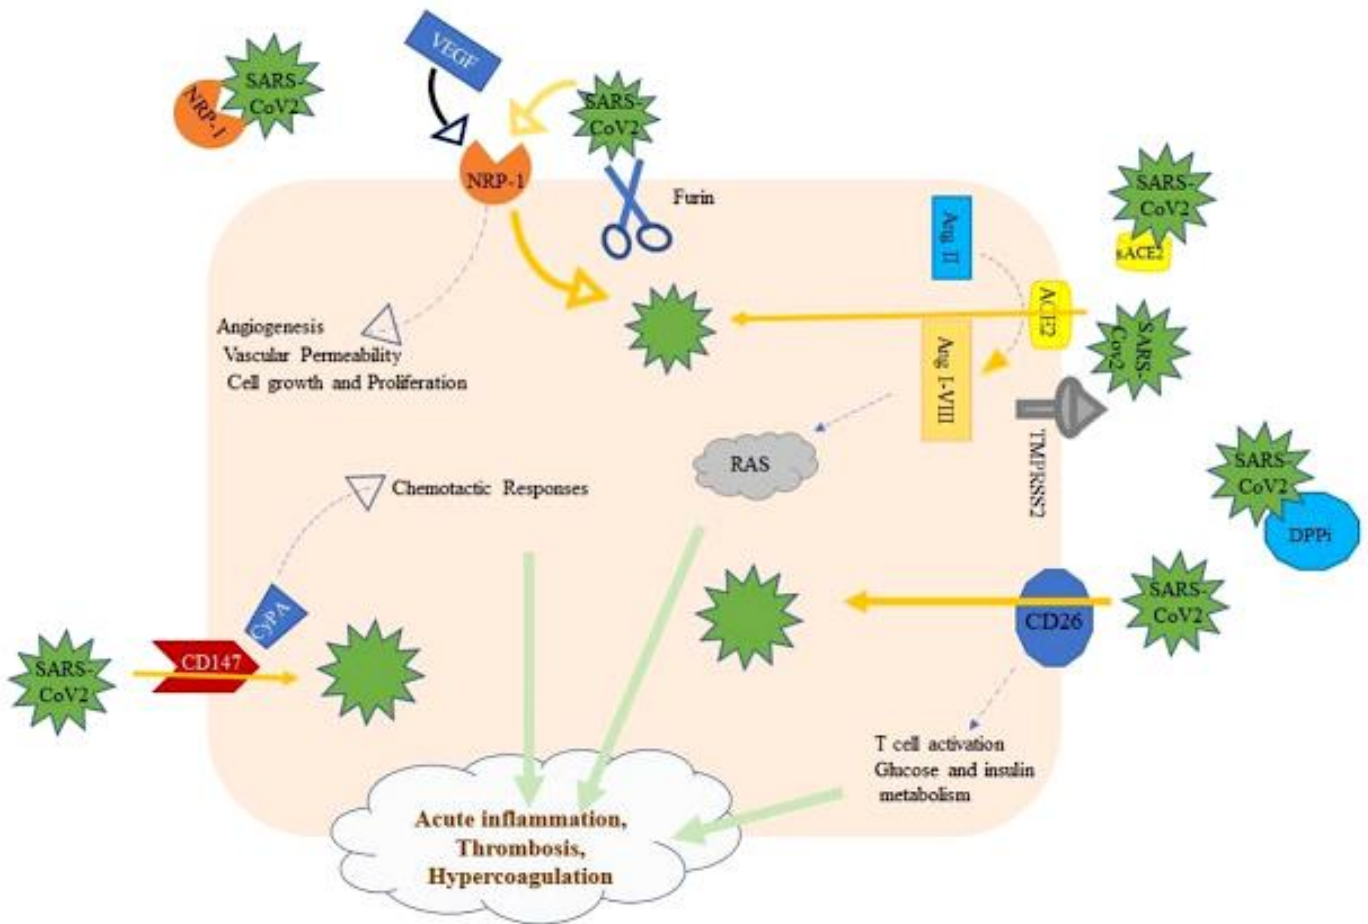 SARS-
CoV2
NRP-1
VEGF
SARS-
CoV2
NRP-1
Furin
Ang II
SARS-
CoV2
sACE2
ACE2
SARS-
Cov2
Angiogenesis
Vascular Permeability
Cell growth and Proliferation
Ang I-VIII
TMPRSS2
RAS
SARS-
CoV2
DPPi
Chemotactic Responses
CyPA
SARS-
CoV2
CD26
SARS-
CoV2
CD147
T cell activation
Glucose and insulin
metabolism
Acute inflammation,
Thrombosis,
Hypercoagulation